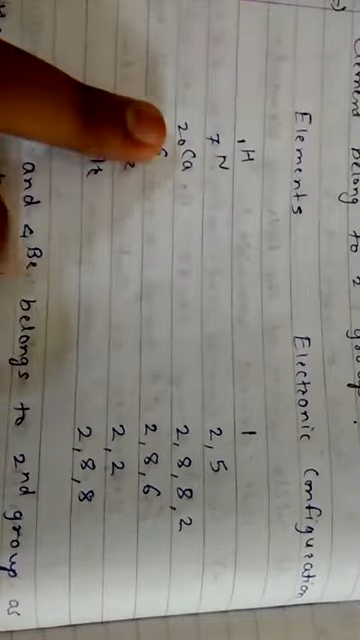 element belong to 2 group.
Elements Electronic Configuration
₁H 1
₇N 2,5
₂₀Ca 2,8,8,2
2,8,6
2,2
2,8,8
and ₄Be belongs to 2nd group as